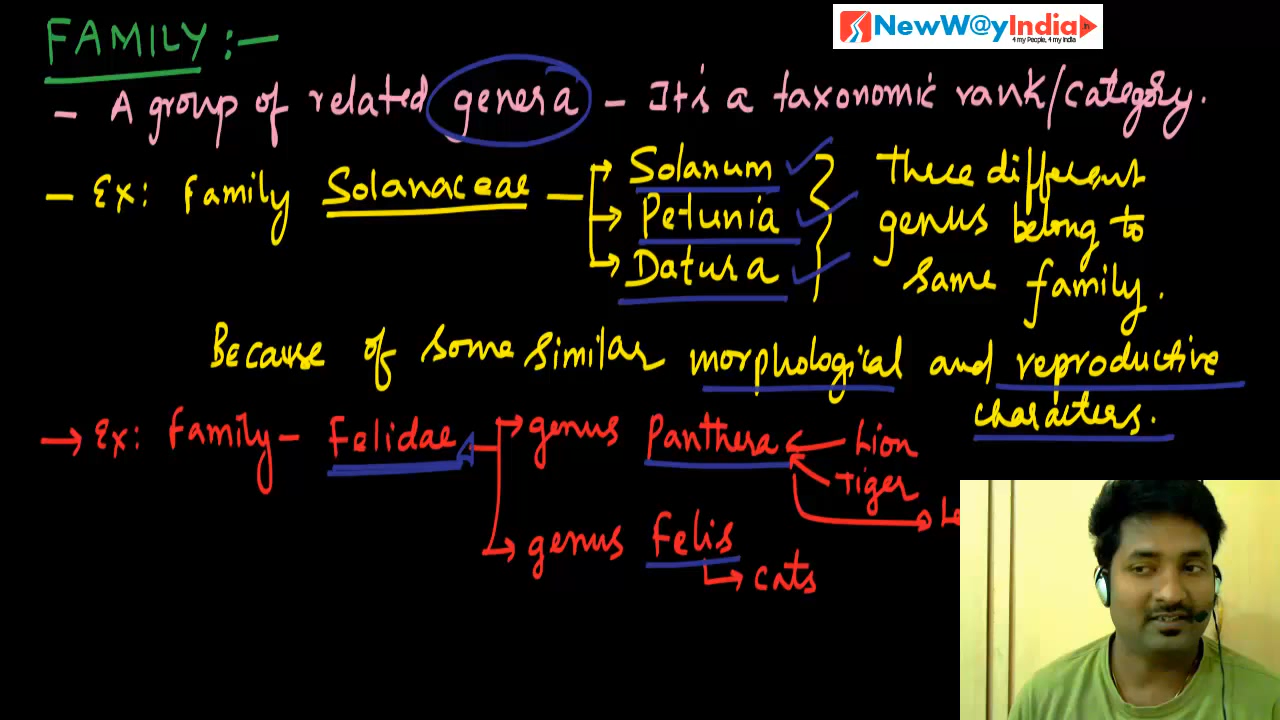 FAMILY:-
NewW@yIndia
4 my People, 4 my India
- A group of related genera - It's a taxonomic rank/category.
- Ex: Family Solanaceae - Solanum
Petunia
Datura
These different
genus belong to
same family.
Because of some similar morphological and reproductive
characters.
→ Ex: Family- Felidae - genus Panthera ← Lion
Tiger
genus Felis
→ cats